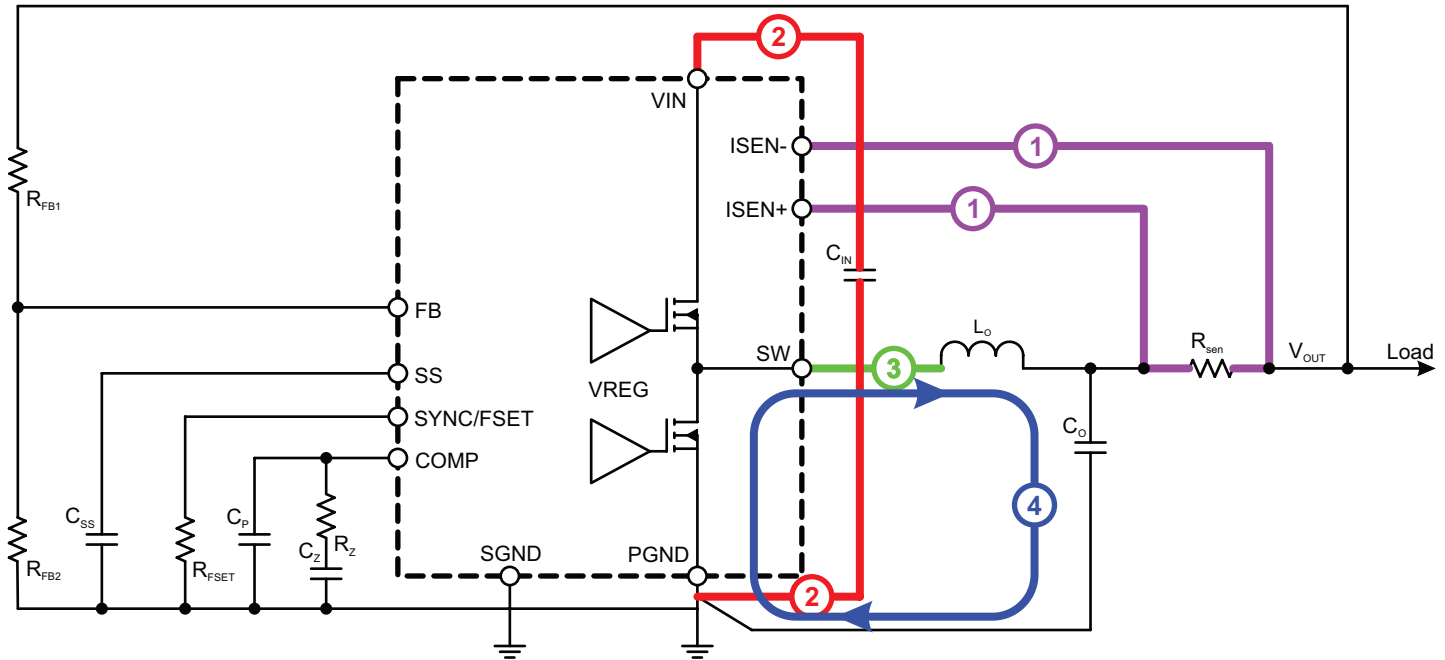 2
VIN
ISEN-
1
ISEN+
1
RFB1
CIN
FB
LO
SW
Rsen
VOUT
Load
3
SS
VREG
SYNC/FSET
CO
COMP
4
CSS
CP
RZ
CZ
RFB2
RFSET
SGND
PGND
2